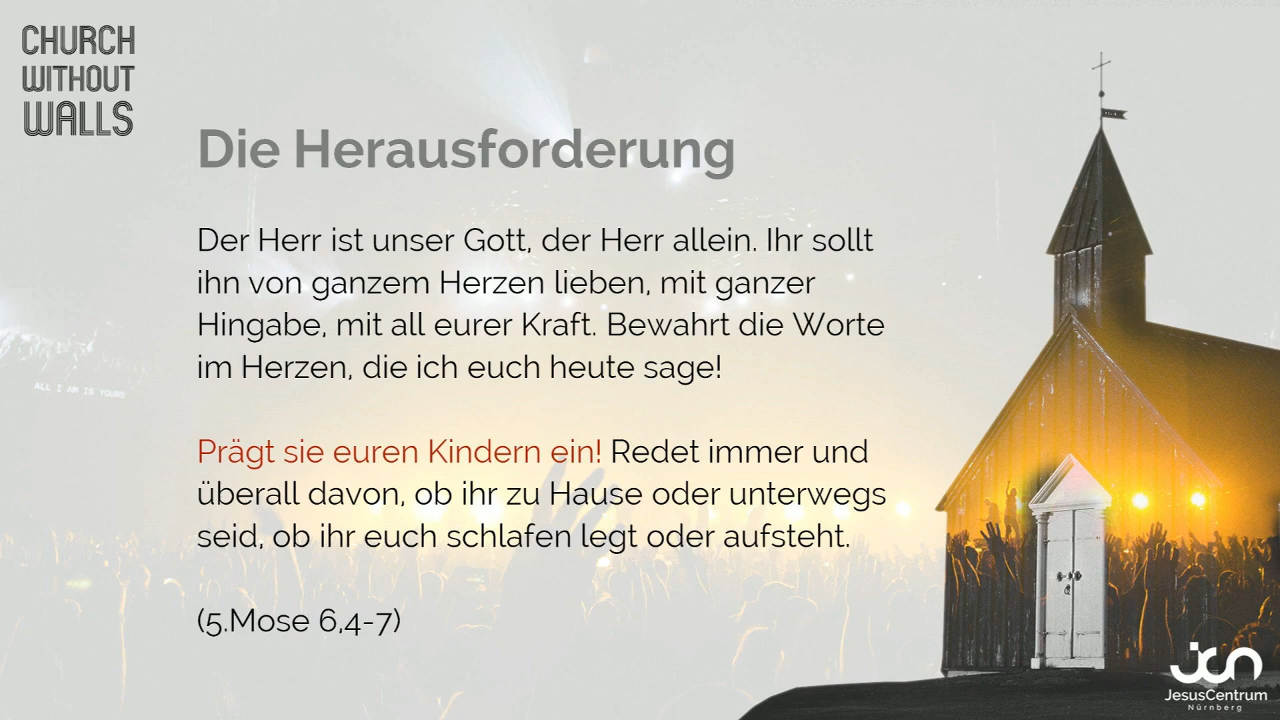 CHURCH
WITHOUT
WALLS
Die Herausforderung
Der Herr ist unser Gott, der Herr allein. Ihr sollt
ihn von ganzem Herzen lieben, mit ganzer
Hingabe, mit all eurer Kraft. Bewahrt die Worte
im Herzen, die ich euch heute sage!
Prägt sie euren Kindern ein! Redet immer und
überall davon, ob ihr zu Hause oder unterwegs
seid, ob ihr euch schlafen legt oder aufsteht.
(5.Mose 6,4-7)
ALL I AM IS YOURS
jcn
JesusCentrum
Nürnberg